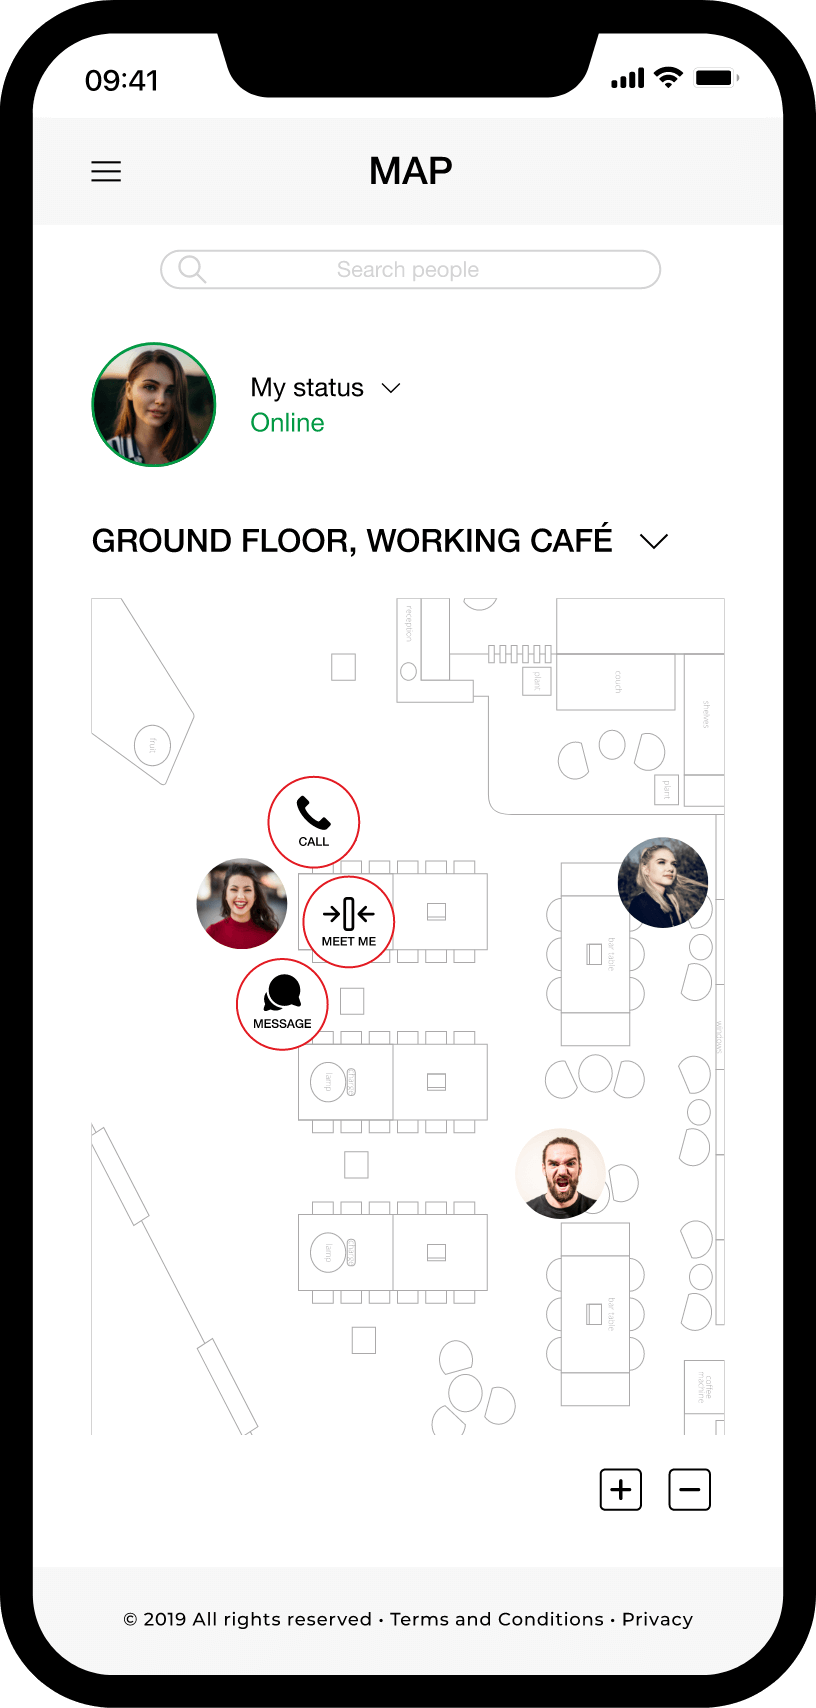 09:41
MAP
Search people
My status
Online
GROUND FLOOR, WORKING CAFÉ
reception
plant
couch
shelves
fruit
plant
CALL
MEET ME
bar table
MESSAGE
windows
lamp
charge
lamp
charge
bar table
coffee
machine
© 2019 All rights reserved • Terms and Conditions • Privacy